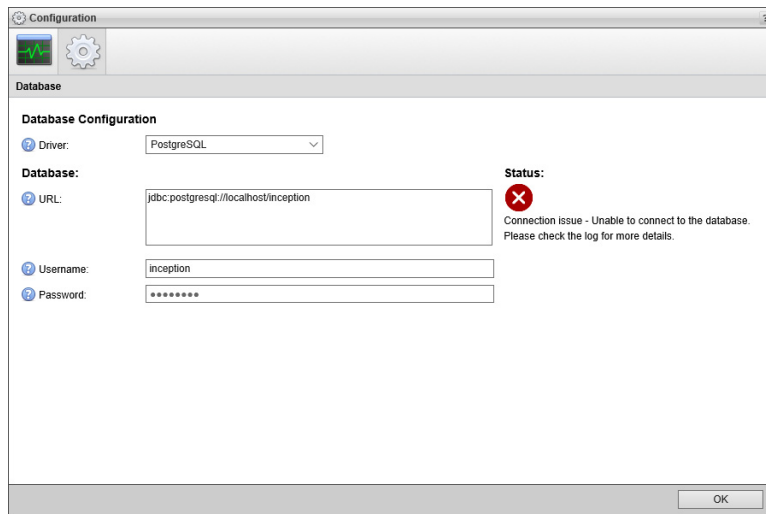 Configuration
Database
Database Configuration
Driver:
PostgreSQL
Database:
Status:
URL:
jdbc:postgresql://localhost/inception
Connection issue - Unable to connect to the database.
Please check the log for more details.
Username:
inception
Password:
OK